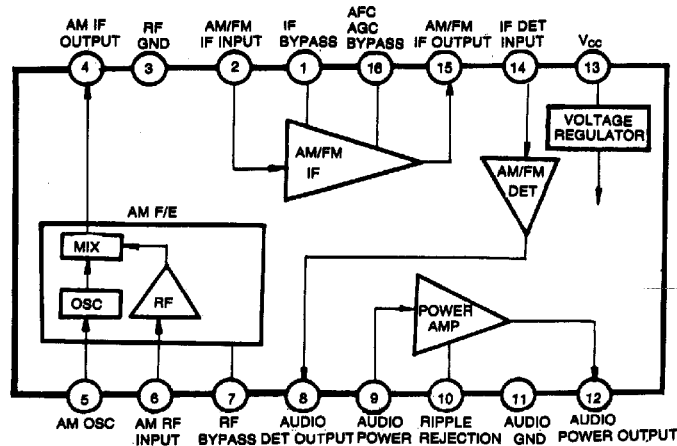 AM IF
OUTPUT
RF
GND
AM/FM
IF INPUT
IF
BYPASS
AFC
AGC
BYPASS
AM/FM
IF OUTPUT
IF DET
INPUT
VCC
4
3
2
1
16
15
14
13
VOLTAGE
REGULATOR
AM/FM
IF
AM/FM
DET
AM F/E
MIX
OSC
RF
POWER
AMP
5
6
7
8
9
10
11
12
AM OSC
AM RF
INPUT
RF
BYPASS
AUDIO
DET OUTPUT
AUDIO
POWER
RIPPLE
REJECTION
AUDIO
GND
AUDIO
POWER OUTPUT